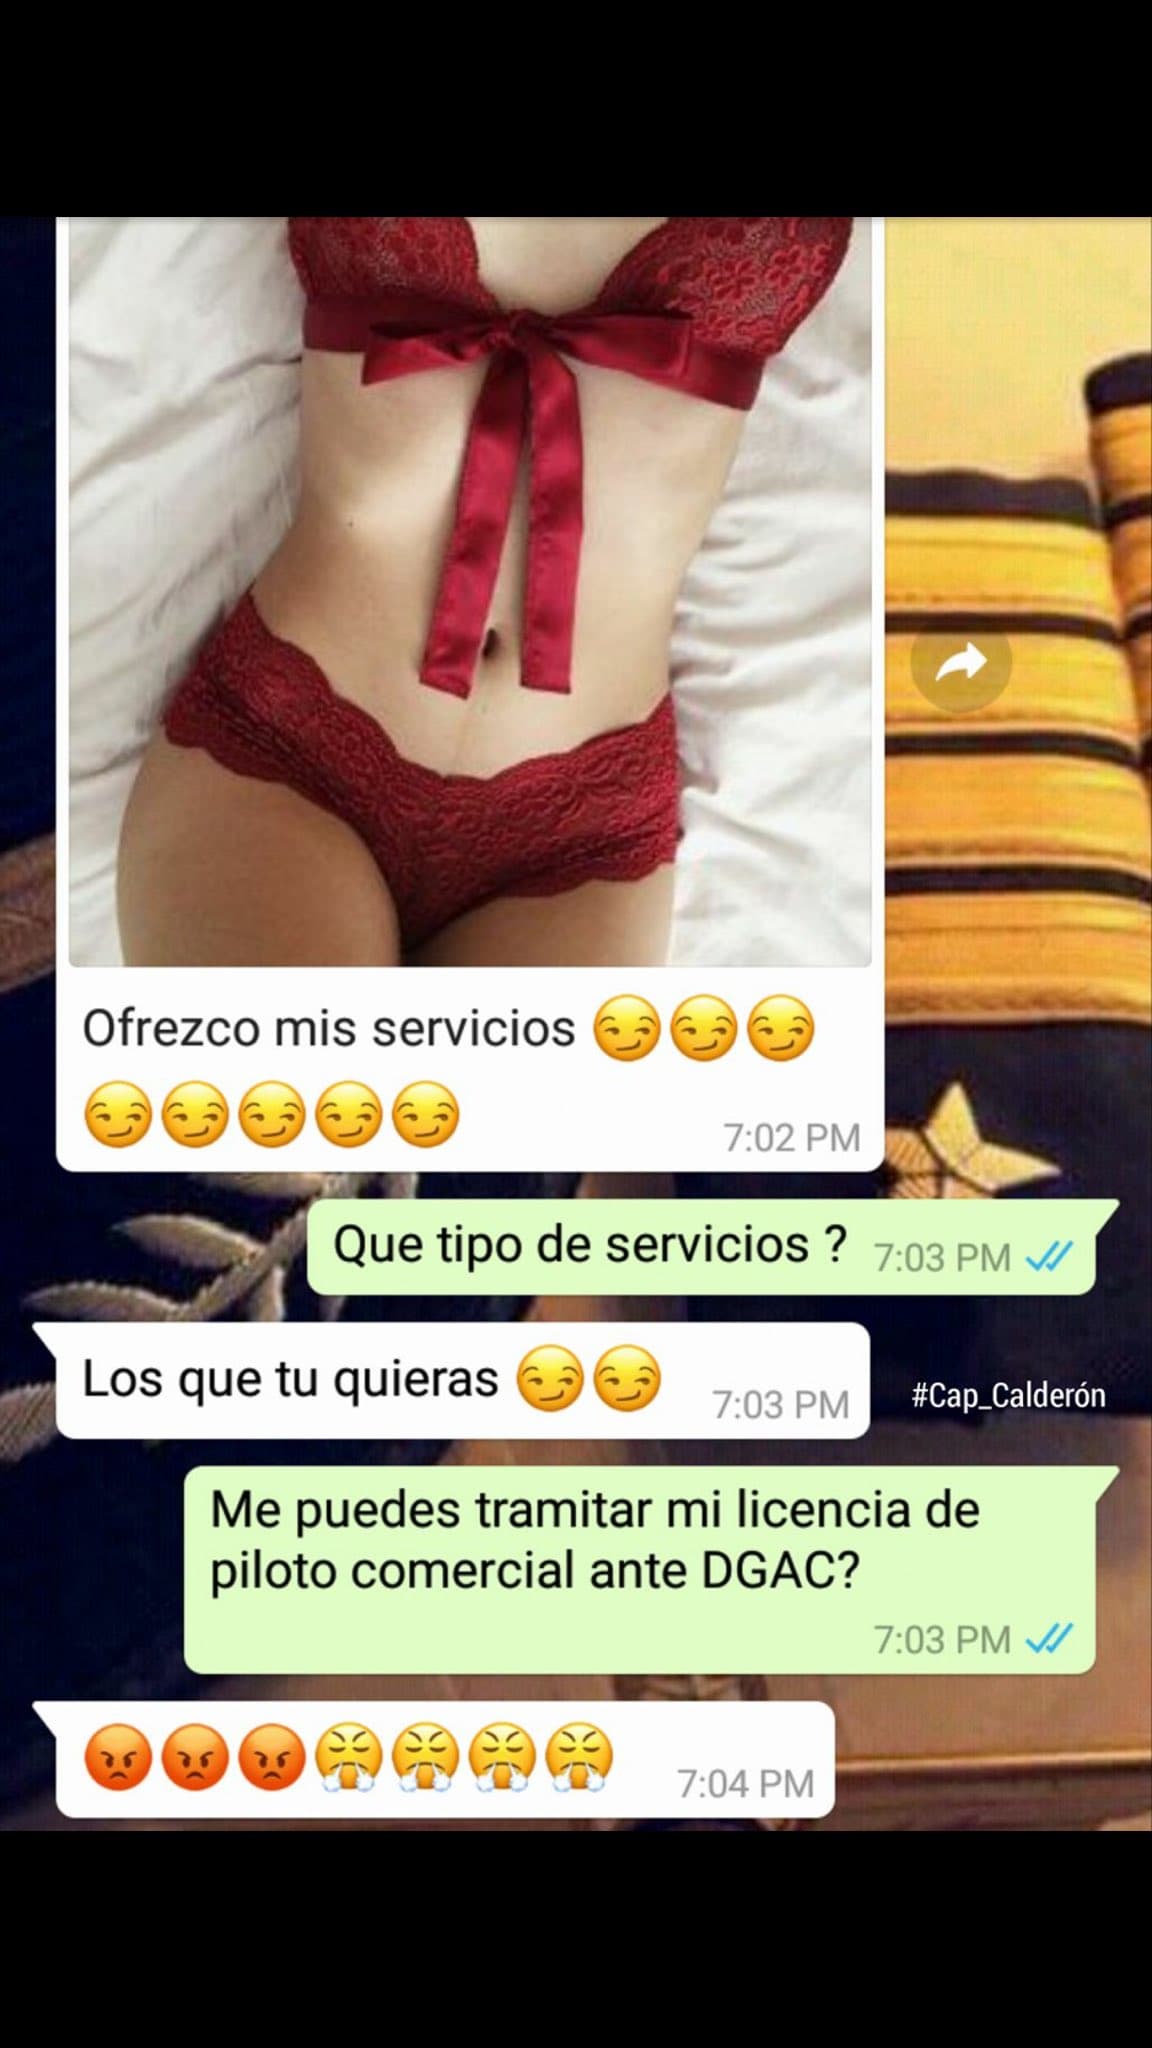 Ofrezco mis servicios 😏😏😏
😏😏😏😏😏
7:02 PM
Que tipo de servicios ? 7:03 PM
Los que tu quieras 😏😏 7:03 PM
#Cap_Calderón
Me puedes tramitar mi licencia de
piloto comercial ante DGAC?
7:03 PM
😡😡😡😤😤😤😤 7:04 PM